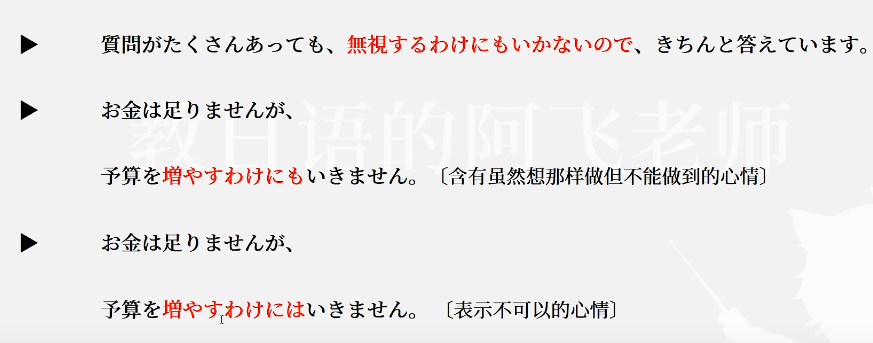 ▶ 質問がたくさんあっても、無視するわけにもいかないので、きちんと答えています。
▶ お金は足りませんが、
予算を増やすわけにもいきません。〔含有虽然想那样做但不能做到的心情〕
▶ お金は足りませんが、
予算を増やすわけにはいきません。〔表示不可以的心情〕
教日语的阿飞老师